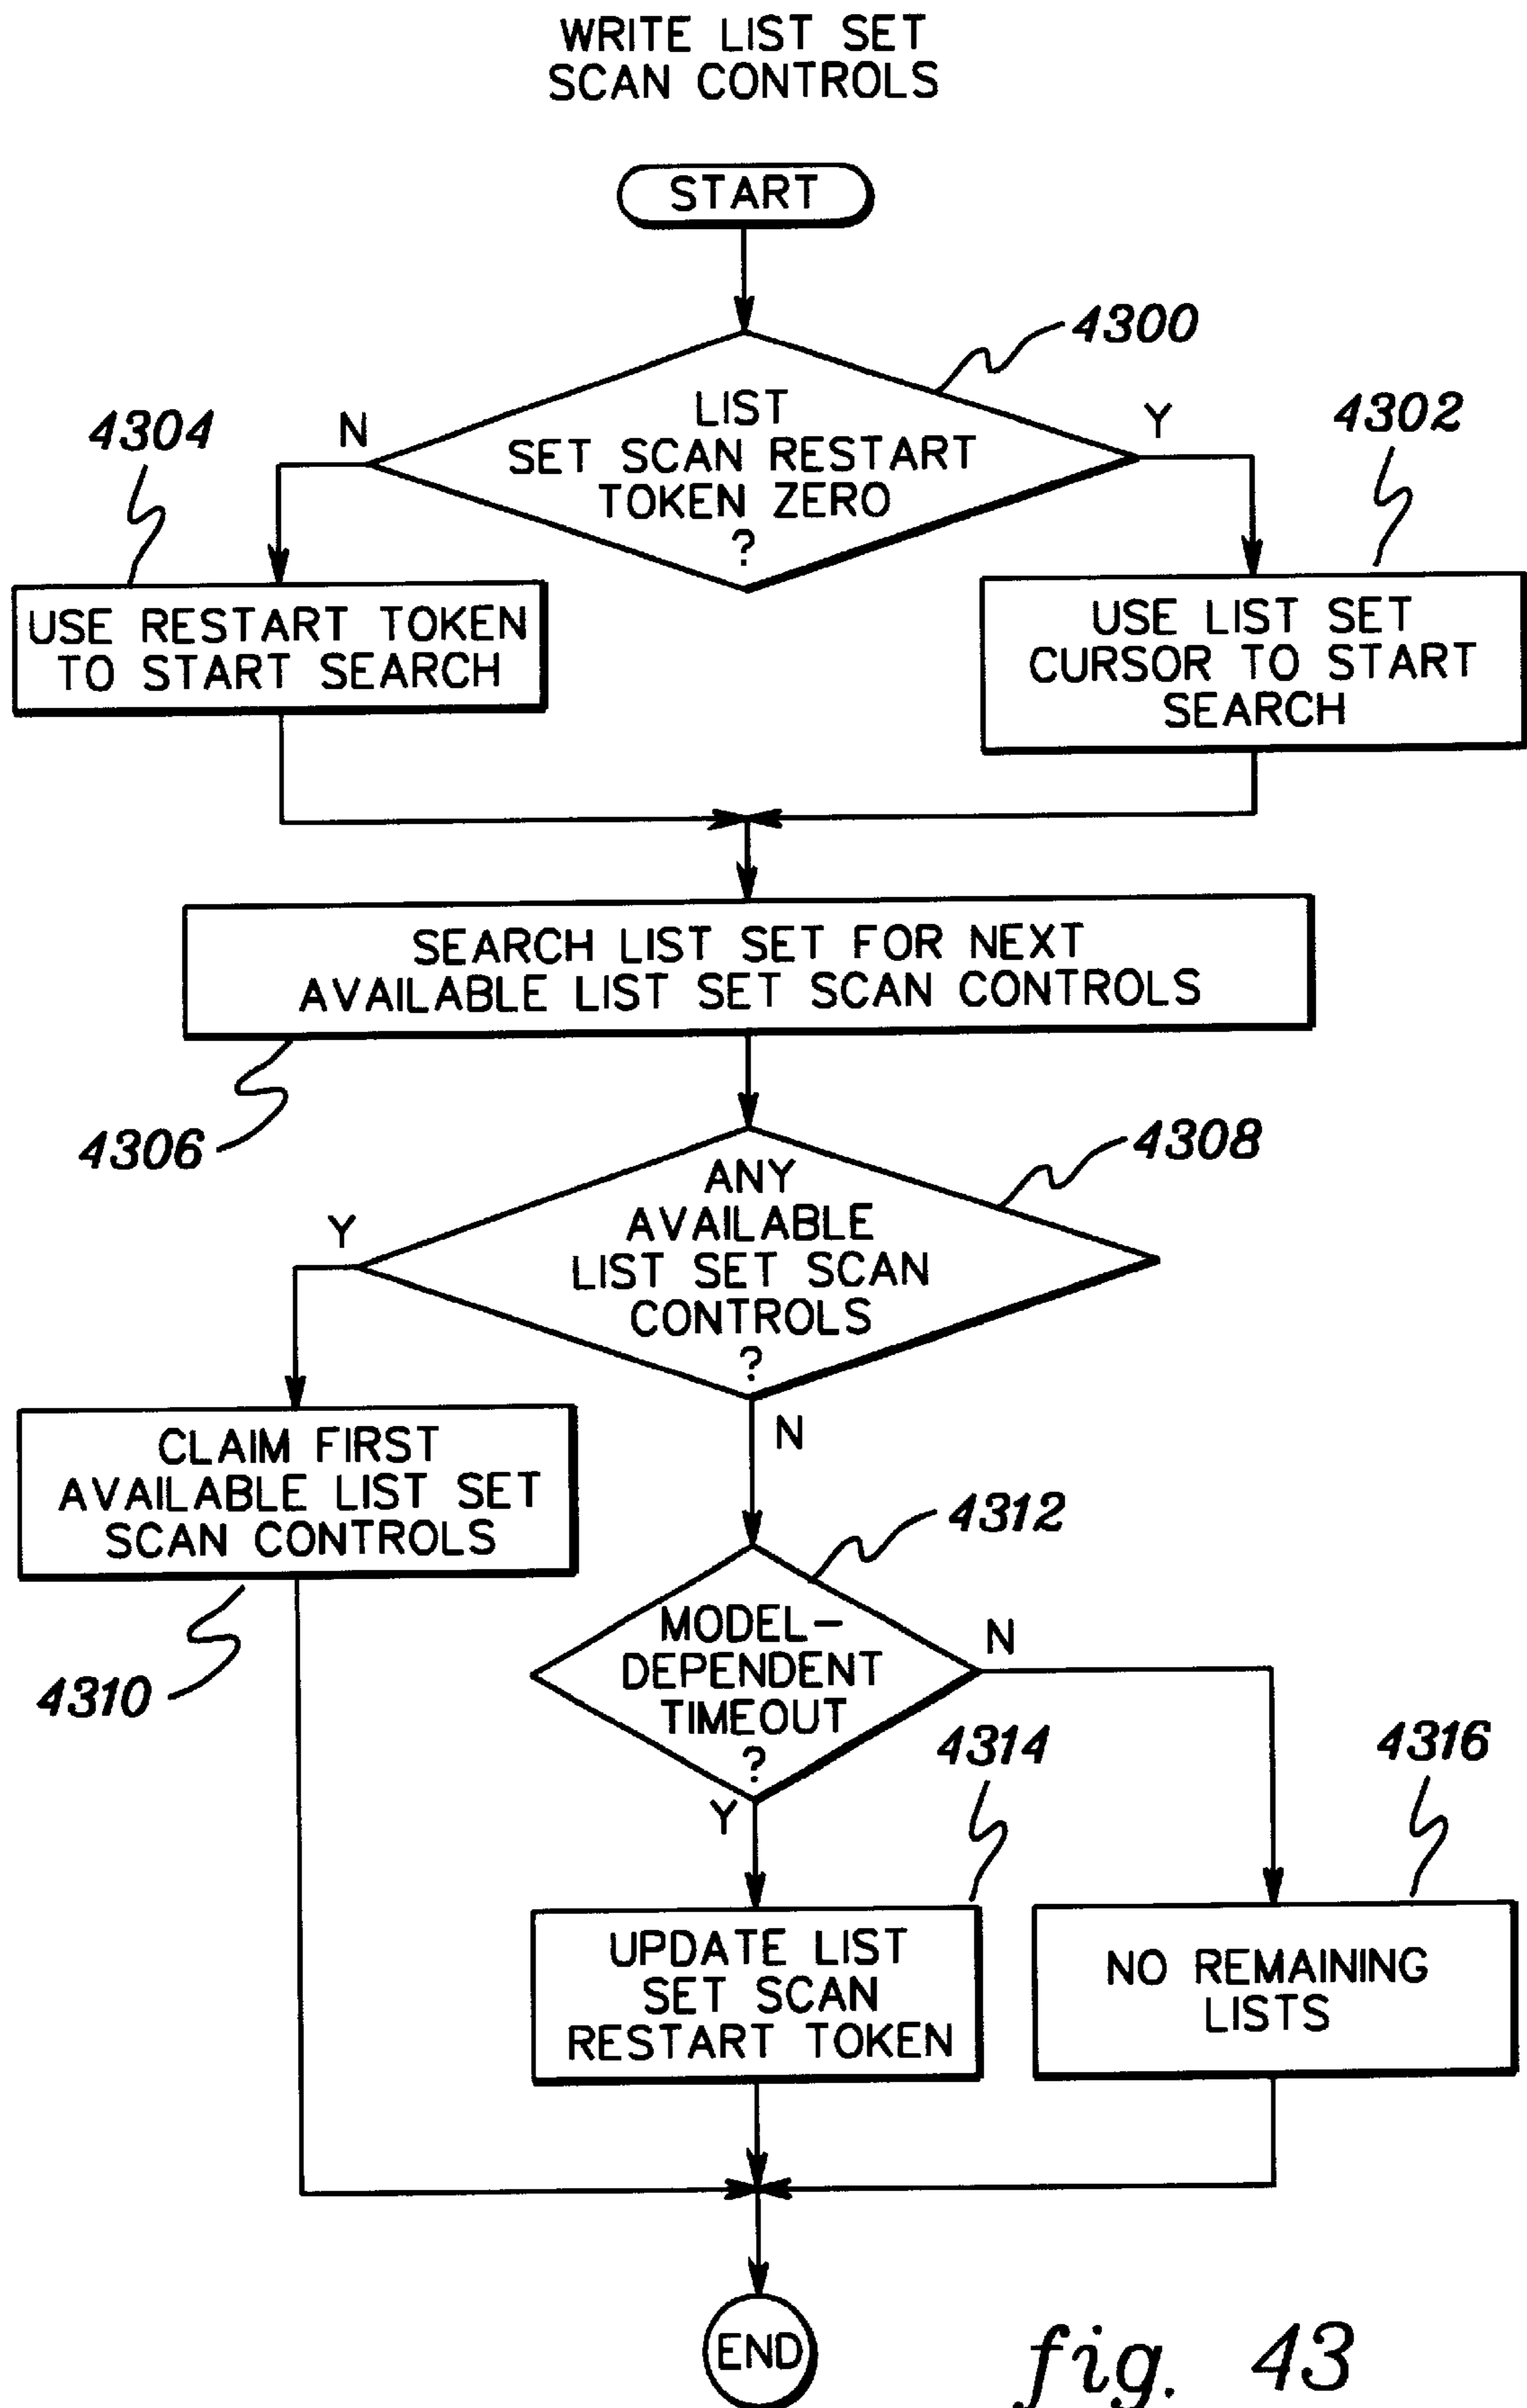 WRITE LIST SET
SCAN CONTROLS
START
4300
LIST
SET SCAN RESTART
TOKEN ZERO
?
N
Y
4304
4302
USE RESTART TOKEN
TO START SEARCH
USE LIST SET
CURSOR TO START
SEARCH
SEARCH LIST SET FOR NEXT
AVAILABLE LIST SET SCAN CONTROLS
4306
4308
ANY
AVAILABLE
LIST SET SCAN
CONTROLS
?
Y
N
CLAIM FIRST
AVAILABLE LIST SET
SCAN CONTROLS
4310
4312
MODEL-
DEPENDENT
TIMEOUT
?
N
Y
4314
4316
UPDATE LIST
SET SCAN
RESTART TOKEN
NO REMAINING
LISTS
END
fig. 43